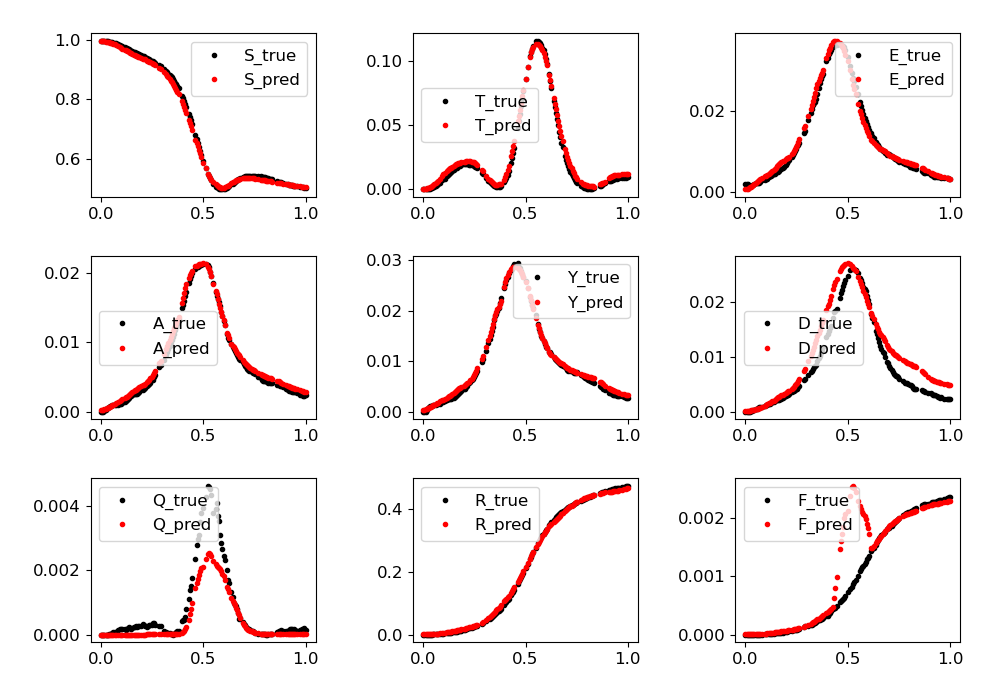 1.0
0.8
0.6
0.0 0.5 1.0
S_true
S_pred
0.10
0.05
0.00
0.0 0.5 1.0
T_true
T_pred
0.02
0.00
0.0 0.5 1.0
E_true
E_pred
0.02
0.01
0.00
0.0 0.5 1.0
A_true
A_pred
0.03
0.02
0.01
0.00
0.0 0.5 1.0
Y_true
Y_pred
0.02
0.01
0.00
0.0 0.5 1.0
D_true
D_pred
0.004
0.002
0.000
0.0 0.5 1.0
Q_true
Q_pred
0.4
0.2
0.0
0.0 0.5 1.0
R_true
R_pred
0.002
0.001
0.000
0.0 0.5 1.0
F_true
F_pred